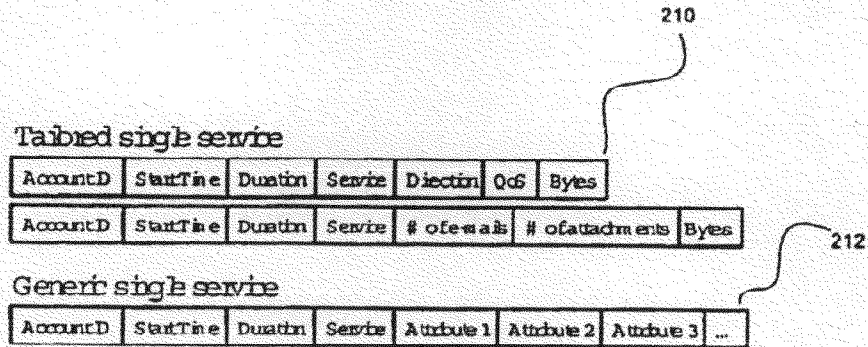 210
Tailored single service
AccountID StartTime Duration Service Direction QoS Bytes
AccountID StartTime Duration Service # of emails # of attachments Bytes
212
Generic single service
AccountID StartTime Duration Service Attribute 1 Attribute 2 Attribute 3 ...